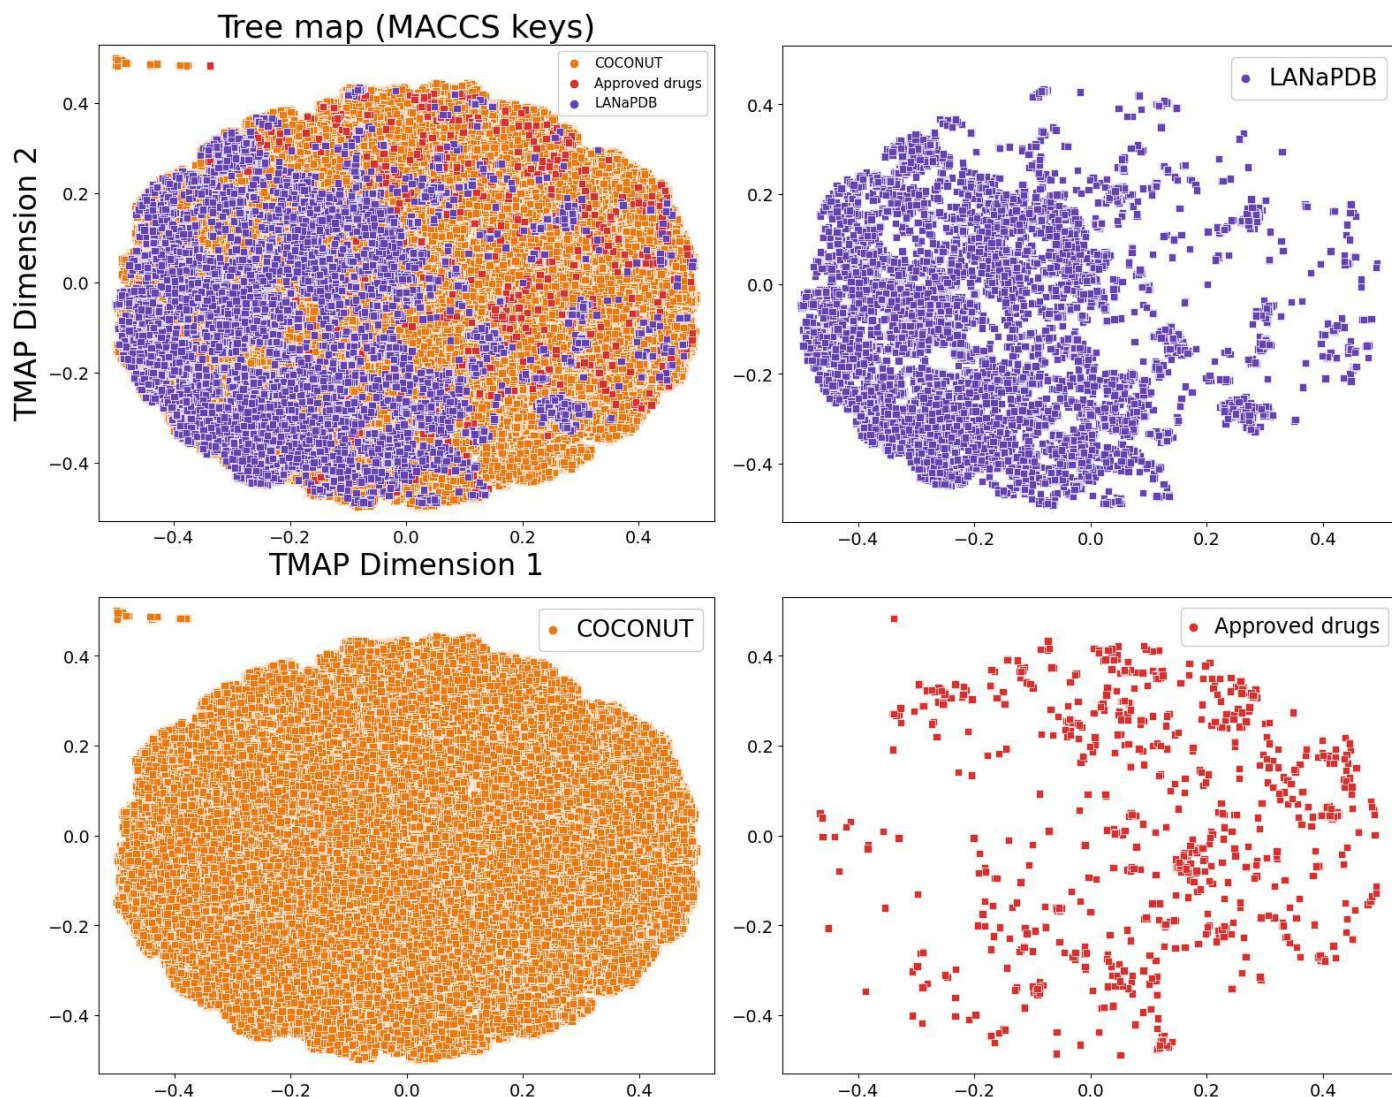 Tree map (MACCS keys)
COCONUT
Approved drugs
LANaPDB
TMAP Dimension 2
0.4
0.2
0.0
−0.2
−0.4
−0.4 −0.2 0.0 0.2 0.4
TMAP Dimension 1
LANaPDB
0.4
0.2
0.0
−0.2
−0.4
−0.4 −0.2 0.0 0.2 0.4
COCONUT
0.4
0.2
0.0
−0.2
−0.4
−0.4 −0.2 0.0 0.2 0.4
Approved drugs
0.4
0.2
0.0
−0.2
−0.4
−0.4 −0.2 0.0 0.2 0.4